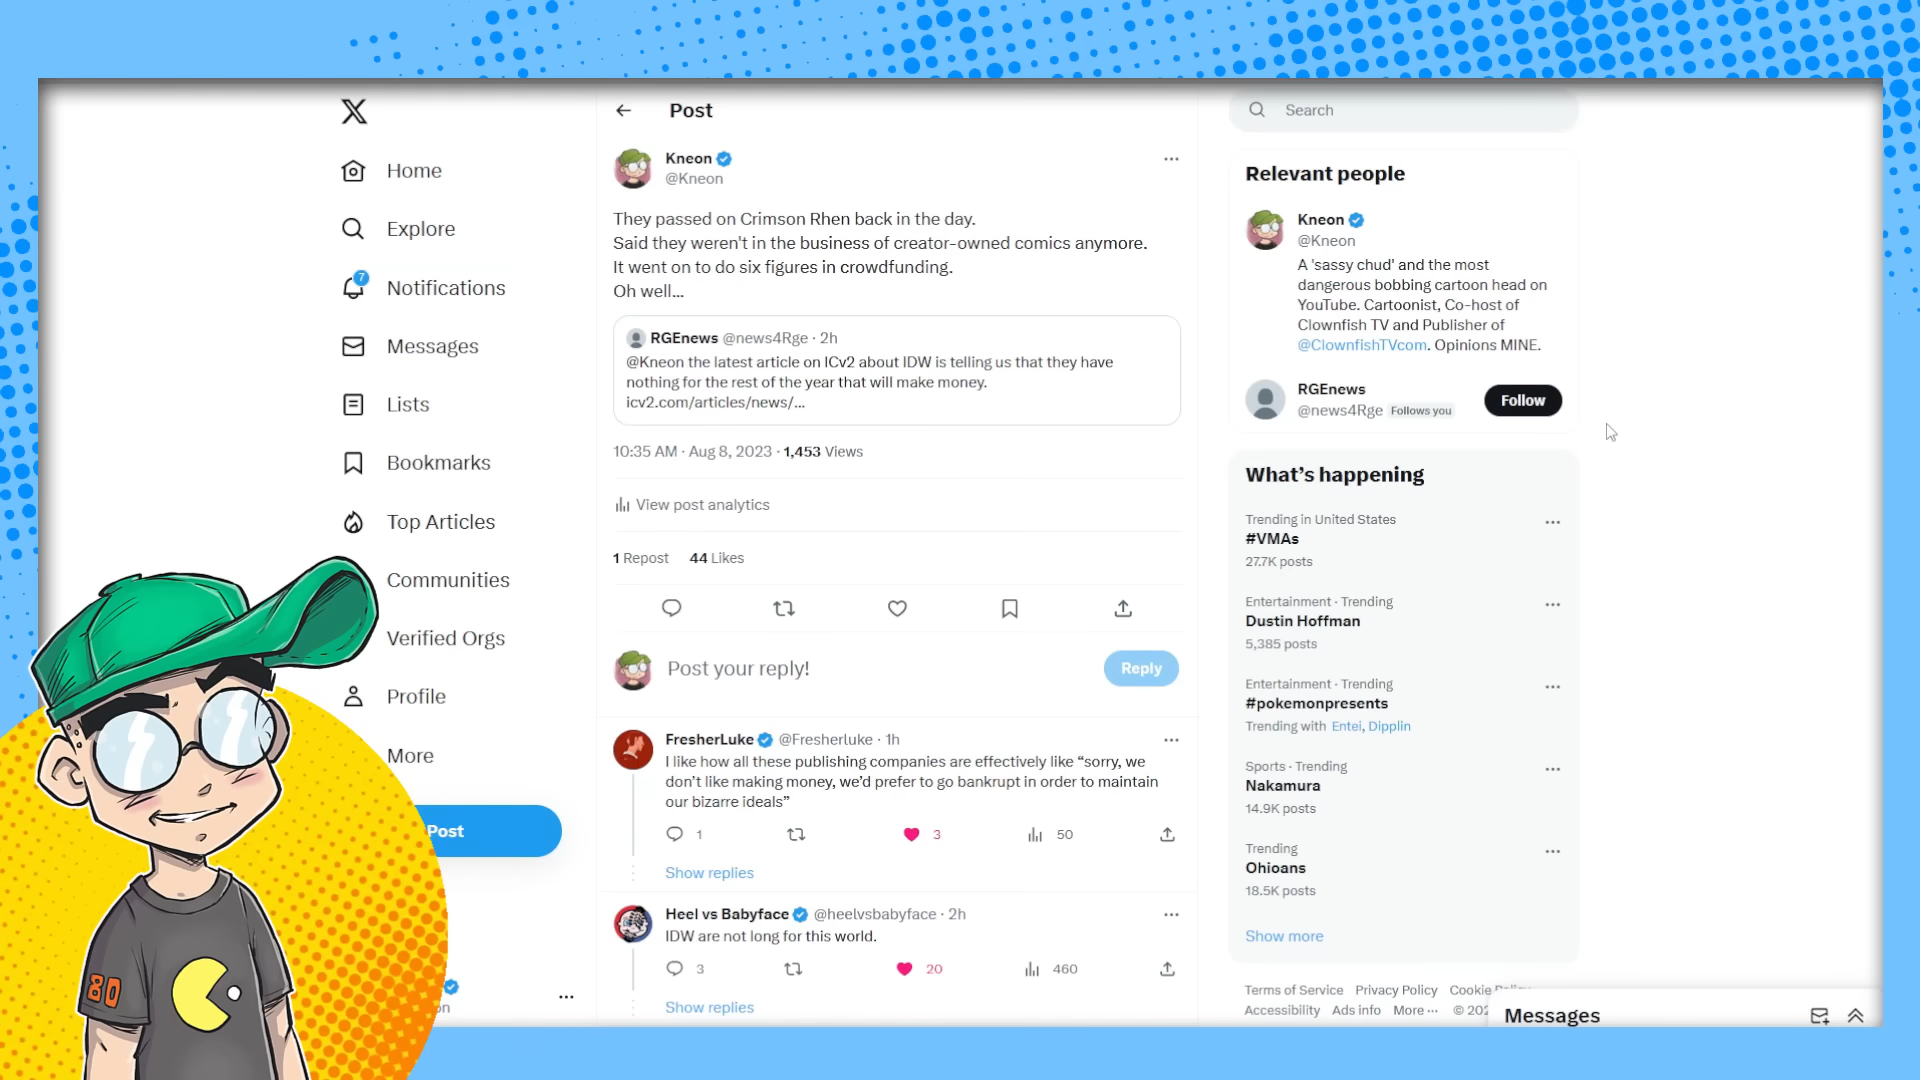 X
Home
Explore
7
Notifications
Messages
Lists
Bookmarks
Top Articles
Communities
Verified Orgs
Profile
More
Post
80
Post
Kneon
@Kneon
They passed on Crimson Rhen back in the day.
Said they weren't in the business of creator-owned comics anymore.
It went on to do six figures in crowdfunding.
Oh well...
RGEnews @news4Rge · 2h
@Kneon the latest article on ICv2 about IDW is telling us that they have
nothing for the rest of the year that will make money.
icv2.com/articles/news/...
10:35 AM · Aug 8, 2023 · 1,453 Views
View post analytics
1 Repost 44 Likes
Post your reply!
Reply
FresherLuke @Fresherluke · 1h
I like how all these publishing companies are effectively like “sorry, we
don’t like making money, we’d prefer to go bankrupt in order to maintain
our bizarre ideals”
1 3 50
Show replies
Heel vs Babyface @heelvsbabyface · 2h
IDW are not long for this world.
3 20 460
Show replies
Search
Relevant people
Kneon
@Kneon
A 'sassy chud' and the most
dangerous bobbing cartoon head on
YouTube. Cartoonist, Co-host of
Clownfish TV and Publisher of
@ClownfishTVcom. Opinions MINE.
RGEnews
@news4Rge Follows you
Follow
What’s happening
Trending in United States
#VMAs
27.7K posts
Entertainment · Trending
Dustin Hoffman
5,385 posts
Entertainment · Trending
#pokemonpresents
Trending with Entei, Dipplin
Sports · Trending
Nakamura
14.9K posts
Trending
Ohioans
18.5K posts
Show more
Terms of Service Privacy Policy Cookie
Accessibility Ads info More ··· ©
Messages